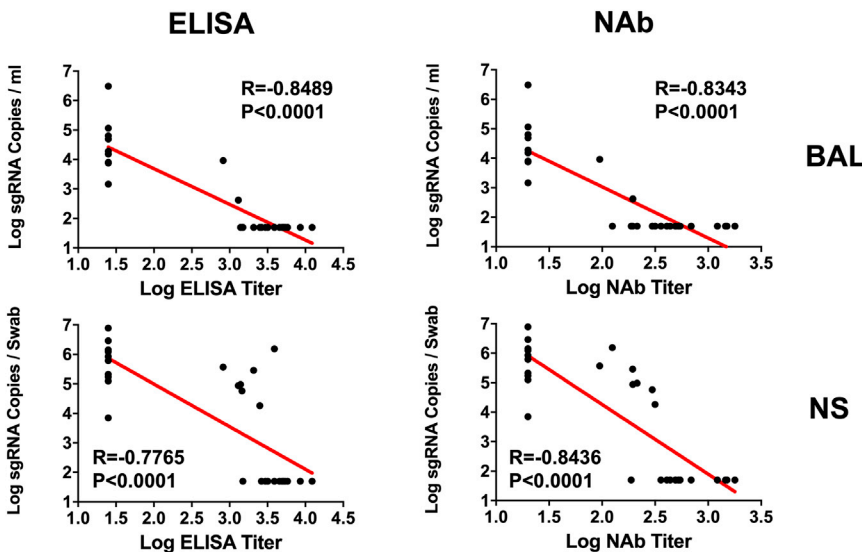 ELISA
NAb
Log sgRNA Copies / ml
7
6
5
4
3
2
1
R=-0.8489
P<0.0001
1.0 1.5 2.0 2.5 3.0 3.5 4.0 4.5
Log ELISA Titer
Log sgRNA Copies / ml
7
6
5
4
3
2
1
R=-0.8343
P<0.0001
1.0 1.5 2.0 2.5 3.0 3.5
Log NAb Titer
BAL
Log sgRNA Copies / Swab
7
6
5
4
3
2
1
R=-0.7765
P<0.0001
1.0 1.5 2.0 2.5 3.0 3.5 4.0 4.5
Log ELISA Titer
Log sgRNA Copies / Swab
7
6
5
4
3
2
1
R=-0.8436
P<0.0001
1.0 1.5 2.0 2.5 3.0 3.5
Log NAb Titer
NS